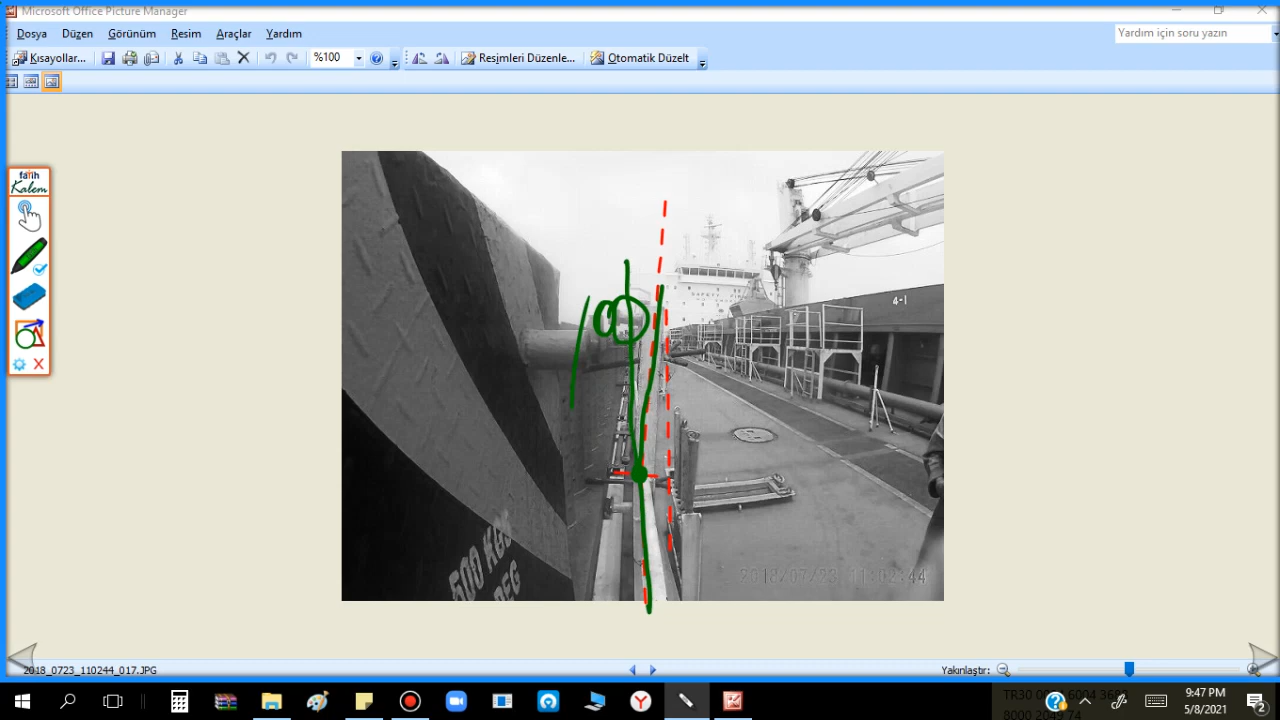 Microsoft Office Picture Manager
Dosya Düzen Görünüm Resim Araçlar Yardım
Yardım için soru yazın
Kısayollar... %100 Resimleri Düzenle... Otomatik Düzelt
fatih
Kalem
4-1
500 KGS
2018/07/23 11:02:44
2018_0723_110244_017.JPG
Yakınlaştır:
9:47 PM
5/8/2021
2